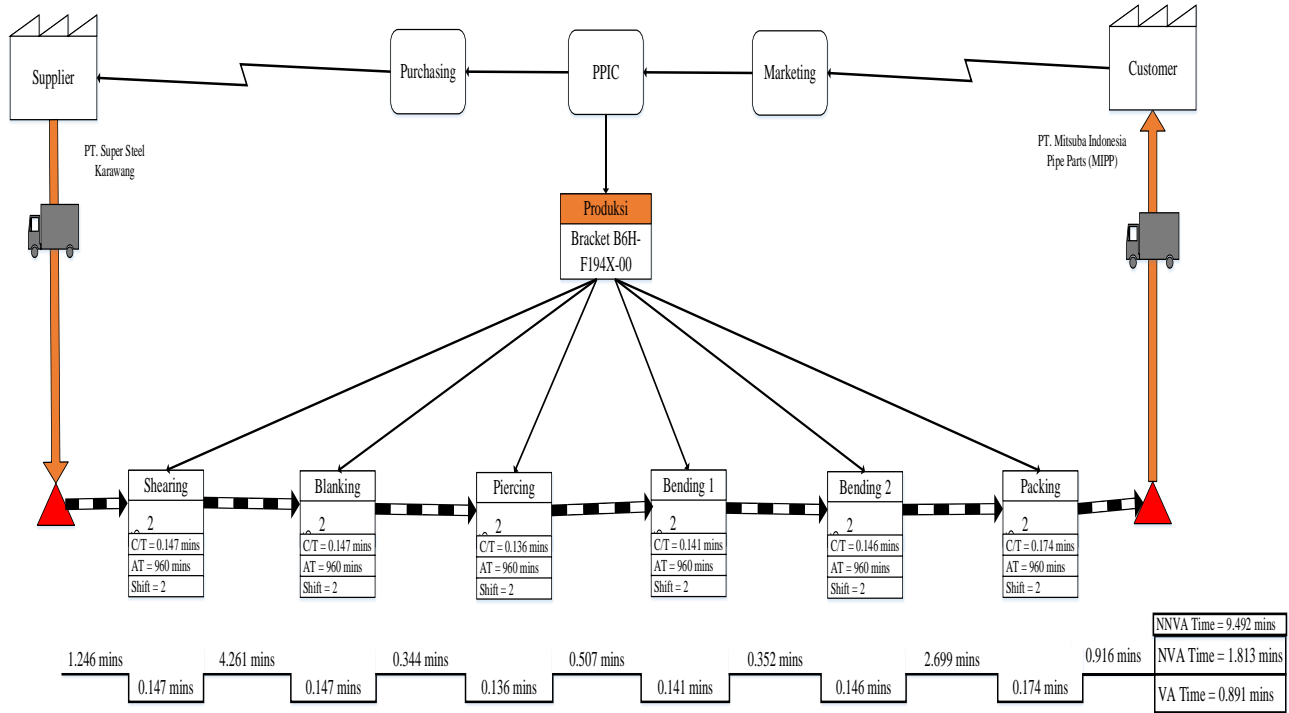 Supplier
Purchasing
PPIC
Marketing
Customer
PT. Super Steel
Karawang
PT. Mitsuba Indonesia
Pipe Parts (MIPP)
Produksi
Bracket B6H-
F194X-00
Shearing
2
C/T = 0.147 mins
AT = 960 mins
Shift = 2
Blanking
2
C/T = 0.147 mins
AT = 960 mins
Shift = 2
Piercing
2
C/T = 0.136 mins
AT = 960 mins
Shift = 2
Bending 1
2
C/T = 0.141 mins
AT = 960 mins
Shift = 2
Bending 2
2
C/T = 0.146 mins
AT = 960 mins
Shift = 2
Packing
2
C/T = 0.174 mins
AT = 960 mins
Shift = 2
1.246 mins
0.147 mins
4.261 mins
0.147 mins
0.344 mins
0.136 mins
0.507 mins
0.141 mins
0.352 mins
0.146 mins
2.699 mins
0.174 mins
0.916 mins
NNVA Time = 9.492 mins
NVA Time = 1.813 mins
VA Time = 0.891 mins